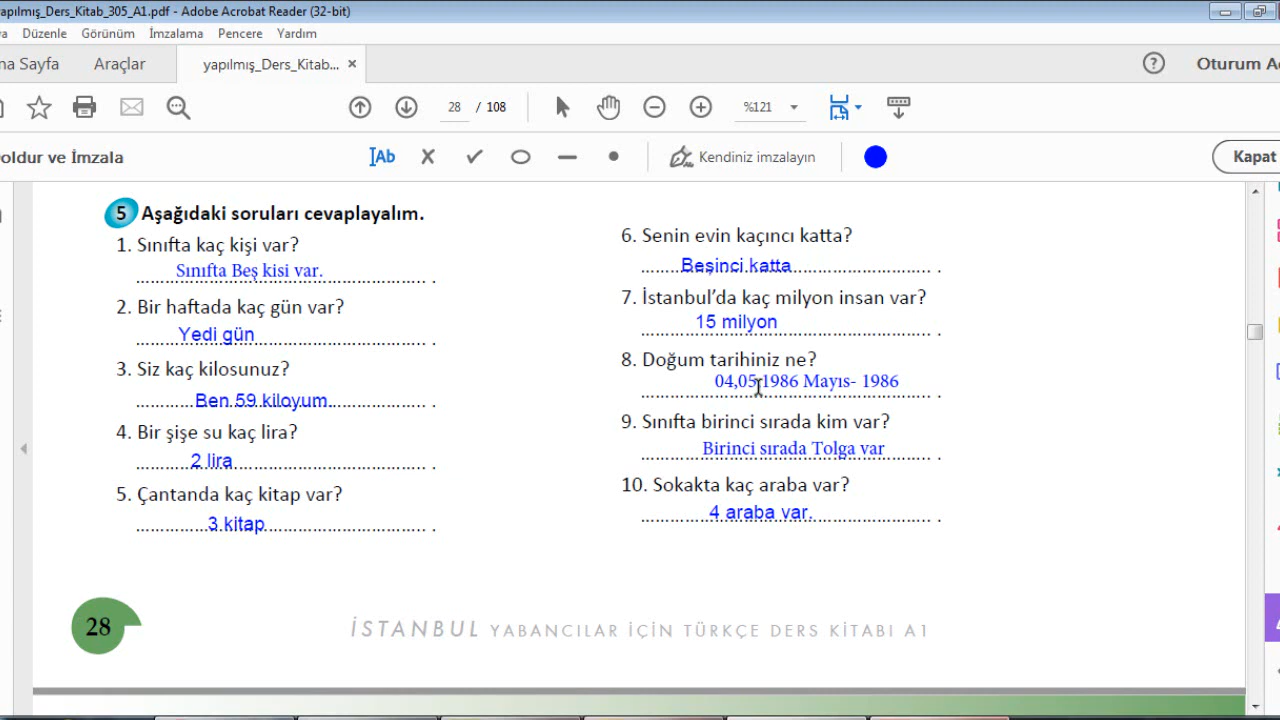 yapılmış_Ders_Kitab_305_A1.pdf - Adobe Acrobat Reader (32-bit)
Düzenle Görünüm İmzalama Pencere Yardım
na Sayfa Araçlar yapılmış_Ders_Kitab... × Oturum Aç
28 / 108 %121
oldur ve İmzala Kendiniz imzalayın Kapat
5 Aşağıdaki soruları cevaplayalım.
1. Sınıfta kaç kişi var?
Sınıfta Beş kisi var.
2. Bir haftada kaç gün var?
Yedi gün
3. Siz kaç kilosunuz?
Ben 59 kiloyum.
4. Bir şişe su kaç lira?
2 lira
5. Çantanda kaç kitap var?
3 kitap
6. Senin evin kaçıncı katta?
Beşinci katta
7. İstanbul’da kaç milyon insan var?
15 milyon
8. Doğum tarihiniz ne?
04,05,1986 Mayıs- 1986
9. Sınıfta birinci sırada kim var?
Birinci sırada Tolga var
10. Sokakta kaç araba var?
4 araba var.
28
İSTANBUL YABANCILAR İÇİN TÜRKÇE DERS KİTABI A1